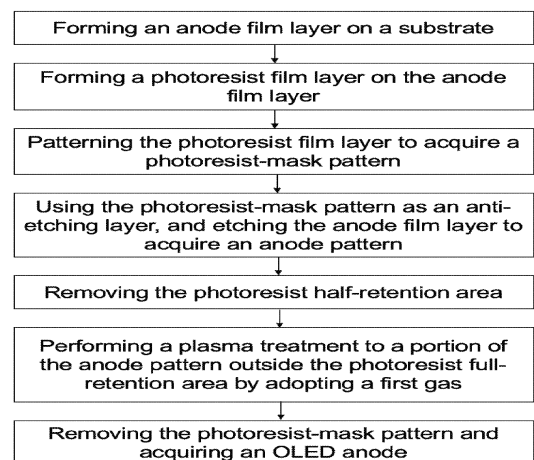 Forming an anode film layer on a substrate
Forming a photoresist film layer on the anode
film layer
Patterning the photoresist film layer to acquire a
photoresist-mask pattern
Using the photoresist-mask pattern as an anti-
etching layer, and etching the anode film layer to
acquire an anode pattern
Removing the photoresist half-retention area
Performing a plasma treatment to a portion of
the anode pattern outside the photoresist full-
retention area by adopting a first gas
Removing the photoresist-mask pattern and
acquiring an OLED anode